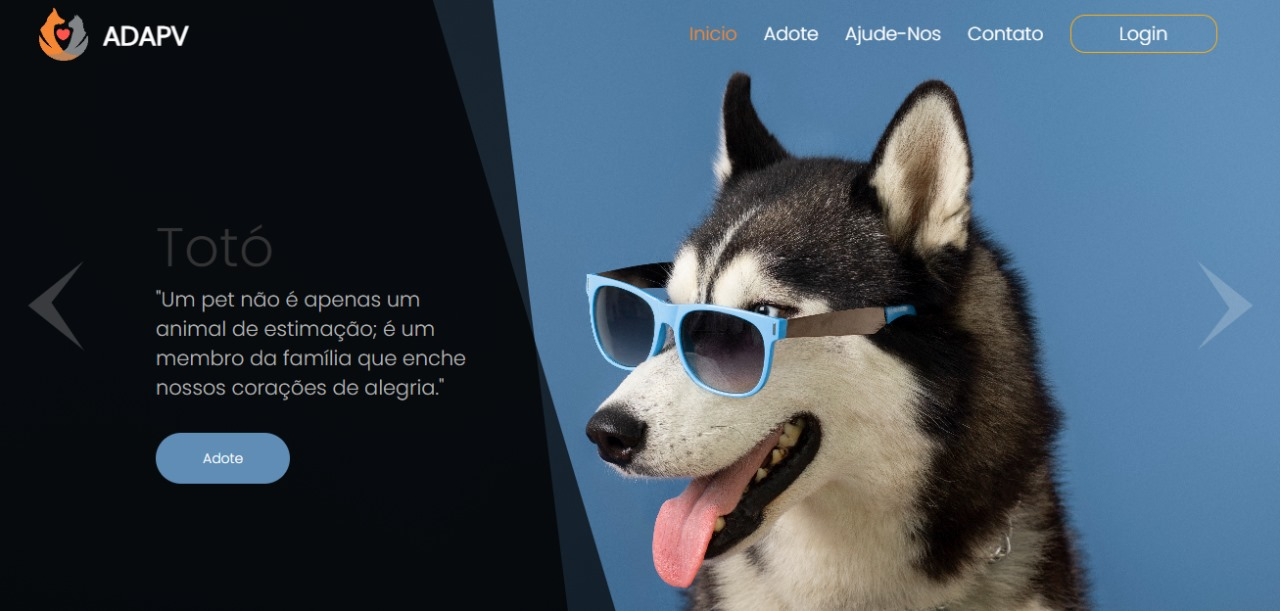 ADAPV
Inicio
Adote
Ajude-Nos
Contato
Login
Totó
"Um pet não é apenas um
animal de estimação; é um
membro da família que enche
nossos corações de alegria."
Adote